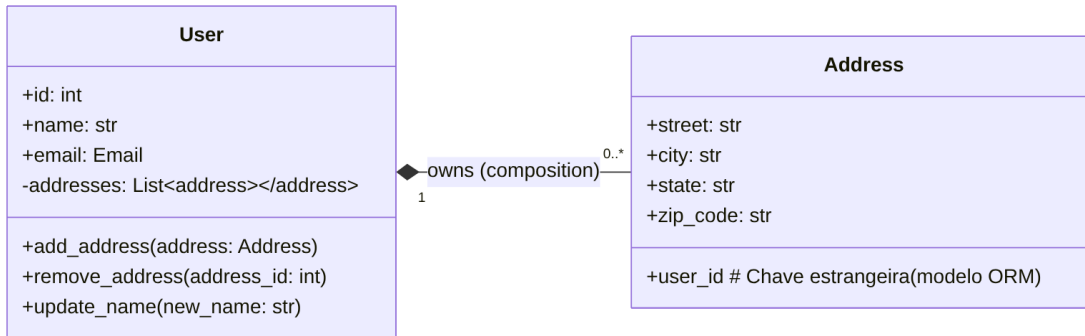 User
+id: int
+name: str
+email: Email
-addresses: List<address></address>
+add_address(address: Address)
+remove_address(address_id: int)
+update_name(new_name: str)
1
owns (composition)
0..*
Address
+street: str
+city: str
+state: str
+zip_code: str
+user_id # Chave estrangeira(modelo ORM)